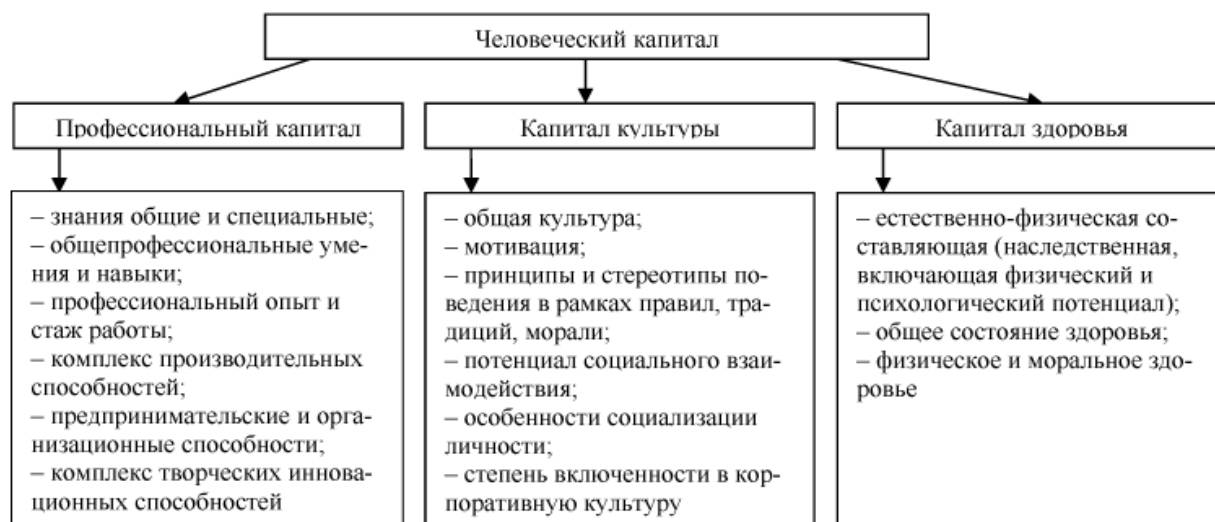 Человеческий капитал
Профессиональный капитал
– знания общие и специальные;
– общепрофессиональные уме-
ния и навыки;
– профессиональный опыт и
стаж работы;
– комплекс производительных
способностей;
– предпринимательские и орга-
низационные способности;
– комплекс творческих иннова-
ционных способностей
Капитал культуры
– общая культура;
– мотивация;
– принципы и стереотипы по-
ведения в рамках правил, тра-
диций, морали;
– потенциал социального взаи-
модействия;
– особенности социализации
личности;
– степень включенности в кор-
поративную культуру
Капитал здоровья
– естественно-физическая со-
ставляющая (наследственная,
включающая физический и
психологический потенциал);
– общее состояние здоровья;
– физическое и моральное здо-
ровье